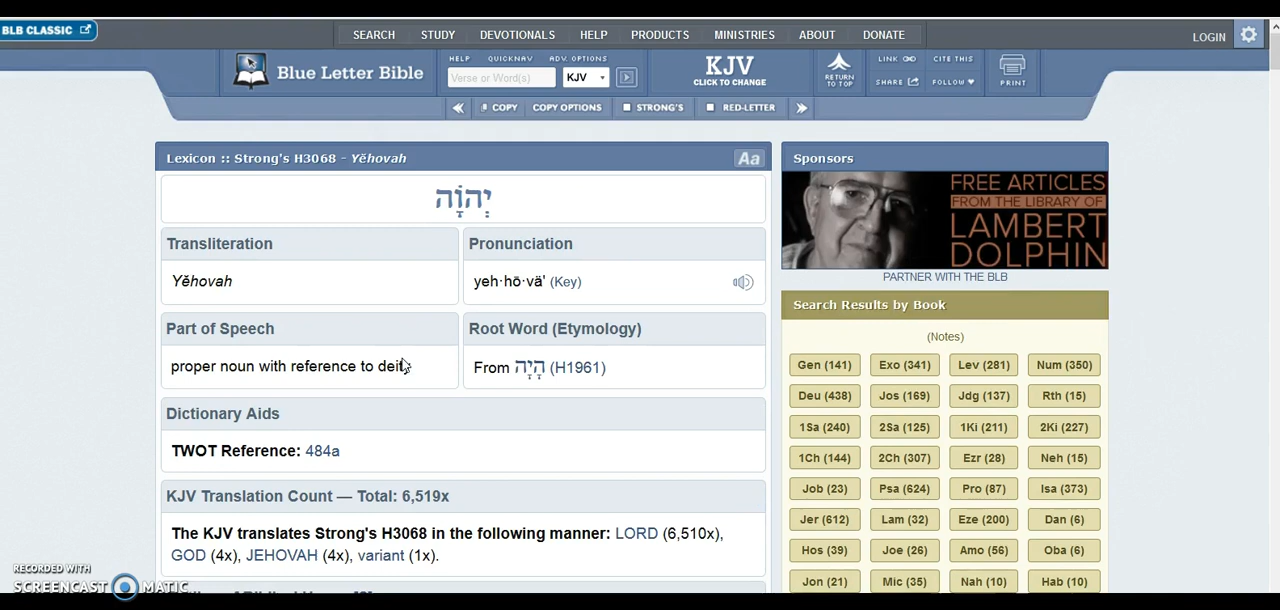 BLB CLASSIC
SEARCH STUDY DEVOTIONALS HELP PRODUCTS MINISTRIES ABOUT DONATE
LOGIN
Blue Letter Bible
HELP QUICKNAV ADV. OPTIONS
Verse or Word(s) KJV
KJV
CLICK TO CHANGE
RETURN TO TOP
LINK CITE THIS
SHARE FOLLOW
PRINT
COPY COPY OPTIONS STRONG'S RED-LETTER
Lexicon :: Strong's H3068 - Yĕhovah
Aa
יְהֹוָה
Transliteration
Yĕhovah
Pronunciation
yeh·hō·vä' (Key)
Part of Speech
proper noun with reference to deity
Root Word (Etymology)
From הָיָה (H1961)
Dictionary Aids
TWOT Reference: 484a
KJV Translation Count — Total: 6,519x
The KJV translates Strong's H3068 in the following manner: LORD (6,510x),
GOD (4x), JEHOVAH (4x), variant (1x).
Sponsors
FREE ARTICLES
FROM THE LIBRARY OF
LAMBERT
DOLPHIN
PARTNER WITH THE BLB
Search Results by Book
(Notes)
Gen (141) Exo (341) Lev (281) Num (350)
Deu (438) Jos (169) Jdg (137) Rth (15)
1Sa (240) 2Sa (125) 1Ki (211) 2Ki (227)
1Ch (144) 2Ch (307) Ezr (28) Neh (15)
Job (23) Psa (624) Pro (87) Isa (373)
Jer (612) Lam (32) Eze (200) Dan (6)
Hos (39) Joe (26) Amo (56) Oba (6)
Jon (21) Mic (35) Nah (10) Hab (10)
RECORDED WITH
SCREENCAST MATIC